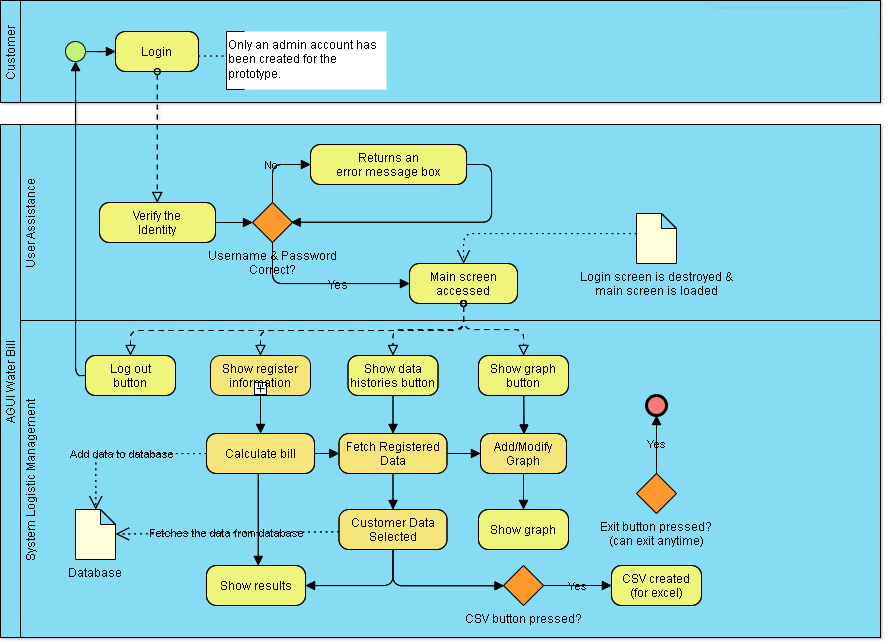 Customer
Login
Only an admin account has
been created for the
prototype.
AGUI Water Bill
UserAssistance
Verify the
Identity
No
Returns an
error message box
Username & Password
Correct?
Yes
Main screen
accessed
Login screen is destroyed &
main screen is loaded
System Logistic Management
Log out
button
Show register
information
Show data
histories button
Show graph
button
Add data to database
Calculate bill
Fetch Registered
Data
Add/Modify
Graph
Yes
Database
Fetches the data from database
Customer Data
Selected
Show graph
Exit button pressed?
(can exit anytime)
Show results
CSV button pressed?
Yes
CSV created
(for excel)